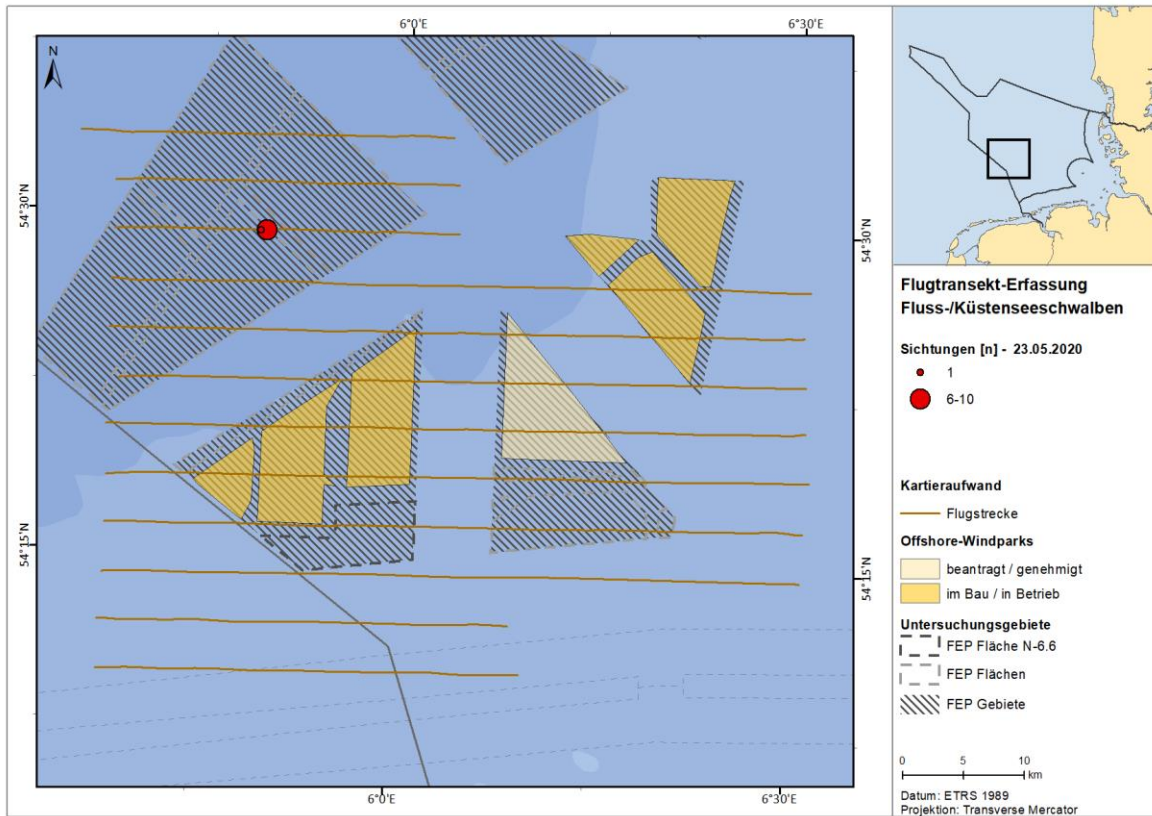 6°0'E
6°30'E
N
54°30'N
54°30'N
54°15'N
54°15'N
6°0'E
6°30'E
Flugtransekt-Erfassung
Fluss-/Küstenseeschwalben
Sichtungen [n] - 23.05.2020
1
6-10
Kartieraufwand
Flugstrecke
Offshore-Windparks
beantragt / genehmigt
im Bau / in Betrieb
Untersuchungsgebiete
FEP Fläche N-6.6
FEP Flächen
FEP Gebiete
0 5 10
km
Datum: ETRS 1989
Projektion: Transverse Mercator